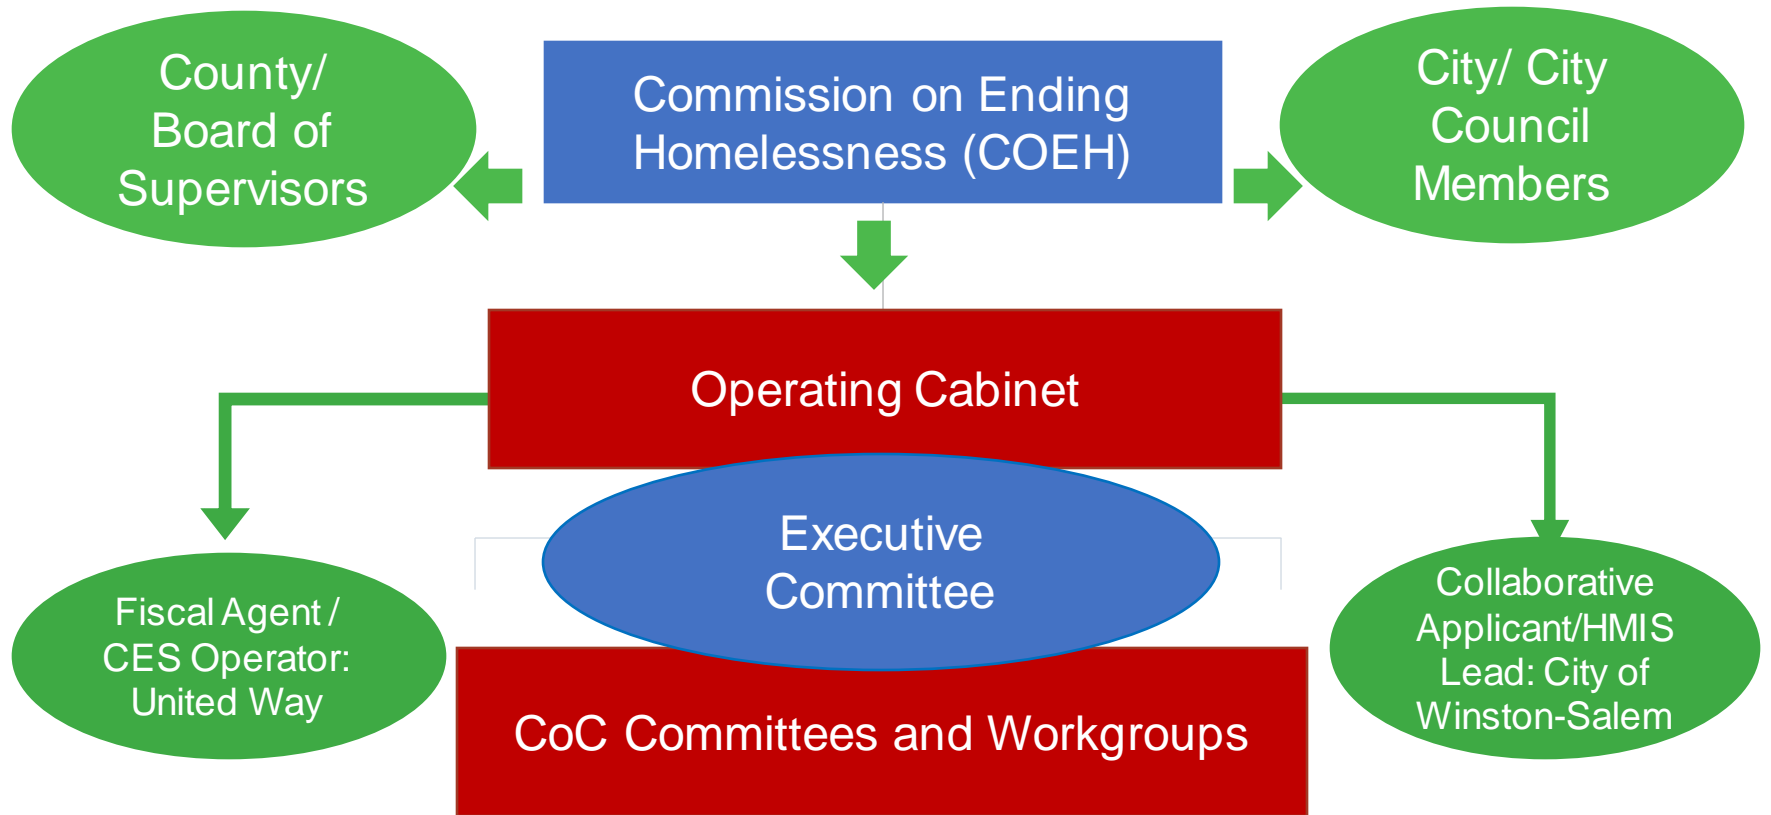 County/
Board of
Supervisors
Commission on Ending
Homelessness (COEH)
City/ City
Council
Members
Operating Cabinet
Executive
Committee
Fiscal Agent /
CES Operator:
United Way
Collaborative
Applicant/HMIS
Lead: City of
Winston-Salem
CoC Committees and Workgroups